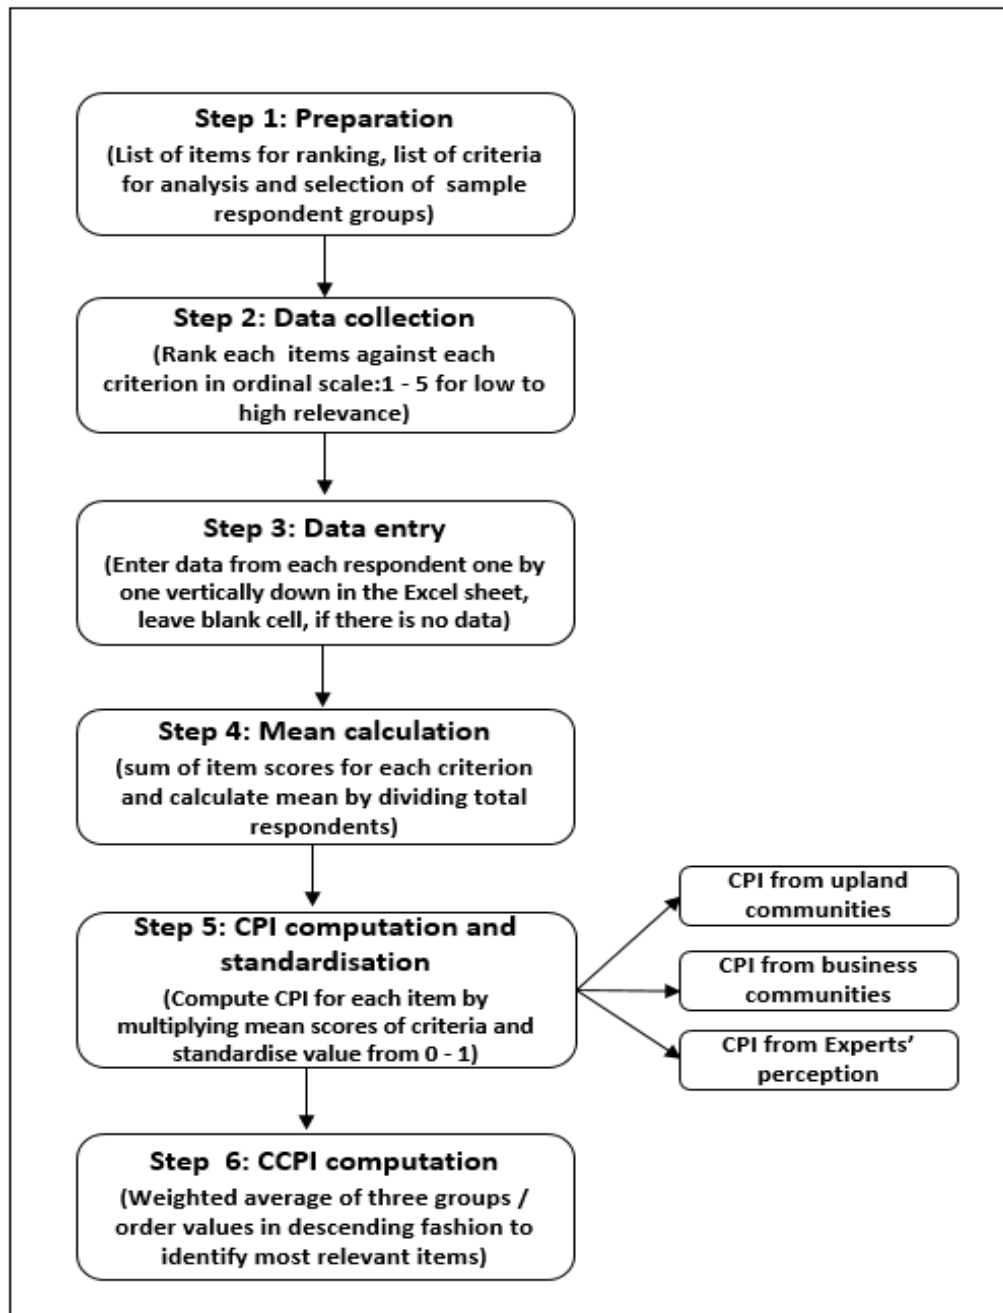 Step 1: Preparation
(List of items for ranking, list of criteria
for analysis and selection of sample
respondent groups)
Step 2: Data collection
(Rank each items against each
criterion in ordinal scale:1 - 5 for low to
high relevance)
Step 3: Data entry
(Enter data from each respondent one by
one vertically down in the Excel sheet,
leave blank cell, if there is no data)
Step 4: Mean calculation
(sum of item scores for each criterion
and calculate mean by dividing total
respondents)
Step 5: CPI computation and
standardisation
(Compute CPI for each item by
multiplying mean scores of criteria and
standardise value from 0 - 1)
CPI from upland
communities
CPI from business
communities
CPI from Experts’
perception
Step 6: CCPI computation
(Weighted average of three groups /
order values in descending fashion to
identify most relevant items)